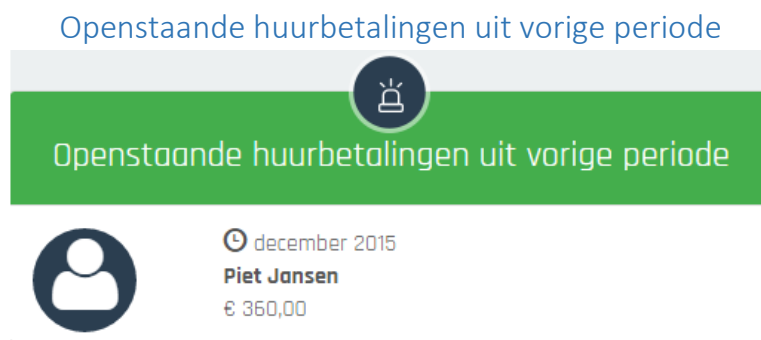 Openstaande huurbetalingen uit vorige periode
Openstaande huurbetalingen uit vorige periode
december 2015
Piet Jansen
€ 360,00